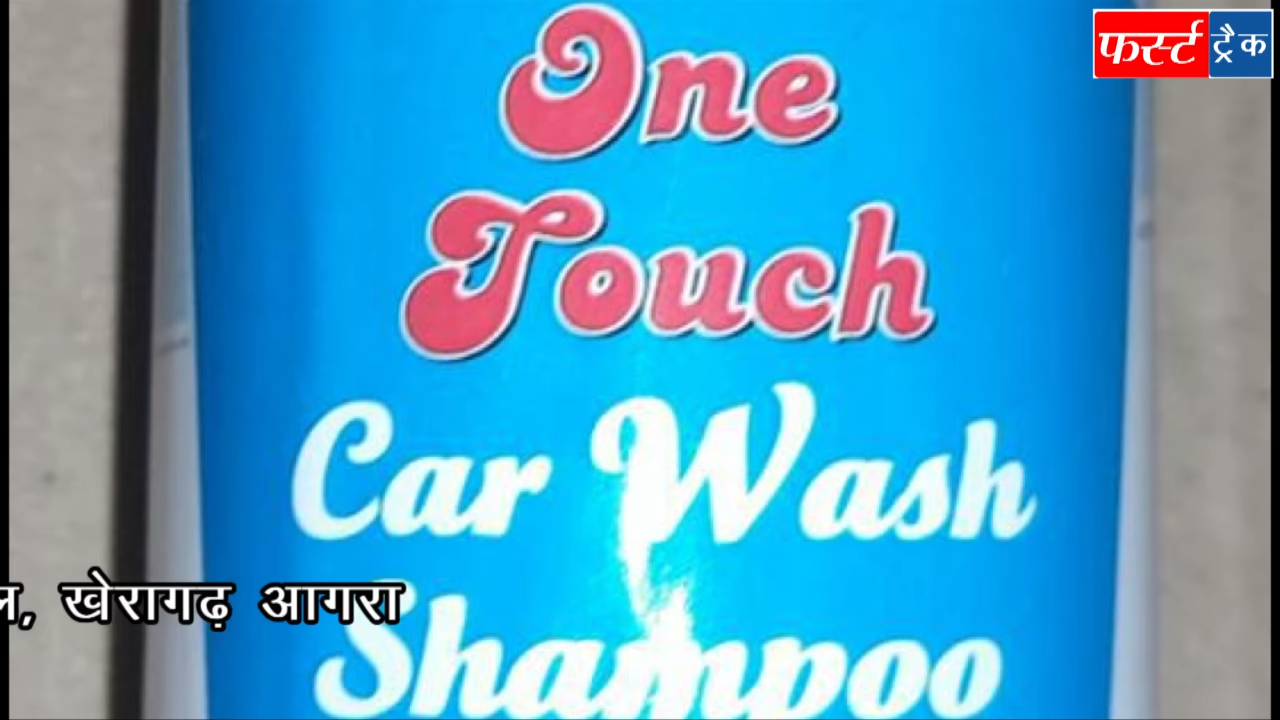 फर्स्ट ट्रैक
One
Touch
Car Wash
खेरागढ़ आगरा
Shampoo